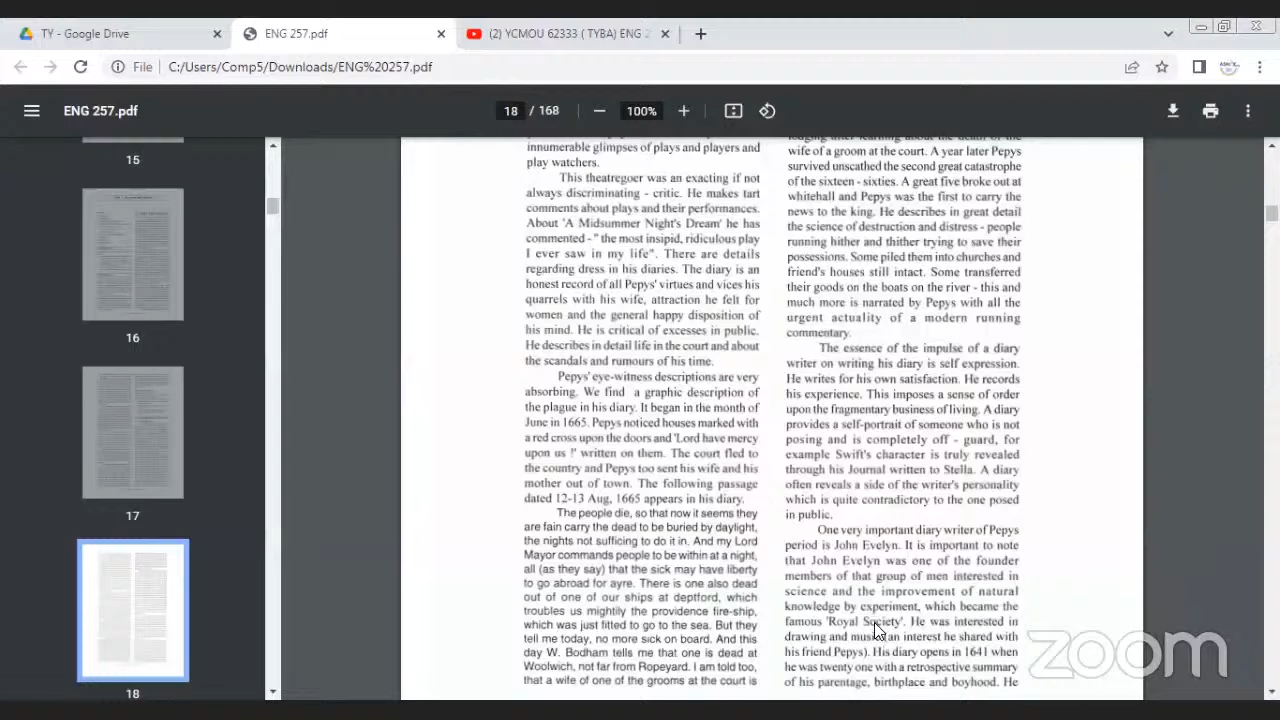 TY - Google Drive
ENG 257.pdf
(2) YCMOU 62333 ( TYBA) ENG 2
File
C:/Users/Comp5/Downloads/ENG%20257.pdf
ENG 257.pdf
18 / 168
100%
15
16
17
18
innumerable glimpses of plays and players and
play watchers.
This theatregoer was an exacting if not
always discriminating - critic. He makes tart
comments about plays and their performances.
About 'A Midsummer Night's Dream' he has
commented - " the most insipid, ridiculous play
I ever saw in my life". There are details
regarding dress in his diaries. The diary is an
honest record of all Pepys' virtues and vices his
quarrels with his wife, attraction he felt for
women and the general happy disposition of
his mind. He is critical of excesses in public.
He describes in detail life in the court and about
the scandals and rumours of his time.
Pepys' eye-witness descriptions are very
absorbing. We find a graphic description of
the plague in his diary. It began in the month of
June in 1665. Pepys noticed houses marked with
a red cross upon the doors and 'Lord have mercy
upon us !' written on them. The court fled to
the country and Pepys too sent his wife and his
mother out of town. The following passage
dated 12-13 Aug, 1665 appears in his diary.
The people die, so that now it seems they
are fain carry the dead to be buried by daylight,
the nights not sufficing to do it in. And my Lord
Mayor commands people to be within at a night,
all (as they say) that the sick may have liberty
to go abroad for ayre. There is one also dead
out of one of our ships at deptford, which
troubles us mightly the providence fire-ship,
which was just fitted to go to the sea. But they
tell me today, no more sick on board. And this
day W. Bodham tells me that one is dead at
Woolwich, not far from Ropeyard. I am told too,
that a wife of one of the grooms at the court is
lodging after learning about the death of the
wife of a groom at the court. A year later Pepys
survived unscathed the second great catastrophe
of the sixteen - sixties. A great five broke out at
whitehall and Pepys was the first to carry the
news to the king. He describes in great detail
the science of destruction and distress - people
running hither and thither trying to save their
possessions. Some piled them into churches and
friend's houses still intact. Some transferred
their goods on the boats on the river - this and
much more is narrated by Pepys with all the
urgent actuality of a modern running
commentary.
The essence of the impulse of a diary
writer on writing his diary is self expression.
He writes for his own satisfaction. He records
his experience. This imposes a sense of order
upon the fragmentary business of living. A diary
provides a self-portrait of someone who is not
posing and is completely off - guard, for
example Swift's character is truly revealed
through his Journal written to Stella. A diary
often reveals a side of the writer's personality
which is quite contradictory to the one posed
in public.
One very important diary writer of Pepys
period is John Evelyn. It is important to note
that John Evelyn was one of the founder
members of that group of men interested in
science and the improvement of natural
knowledge by experiment, which became the
famous 'Royal Society'. He was interested in
drawing and music an interest he shared with
his friend Pepys). His diary opens in 1641 when
he was twenty one with a retrospective summary
of his parentage, birthplace and boyhood. He
zoom